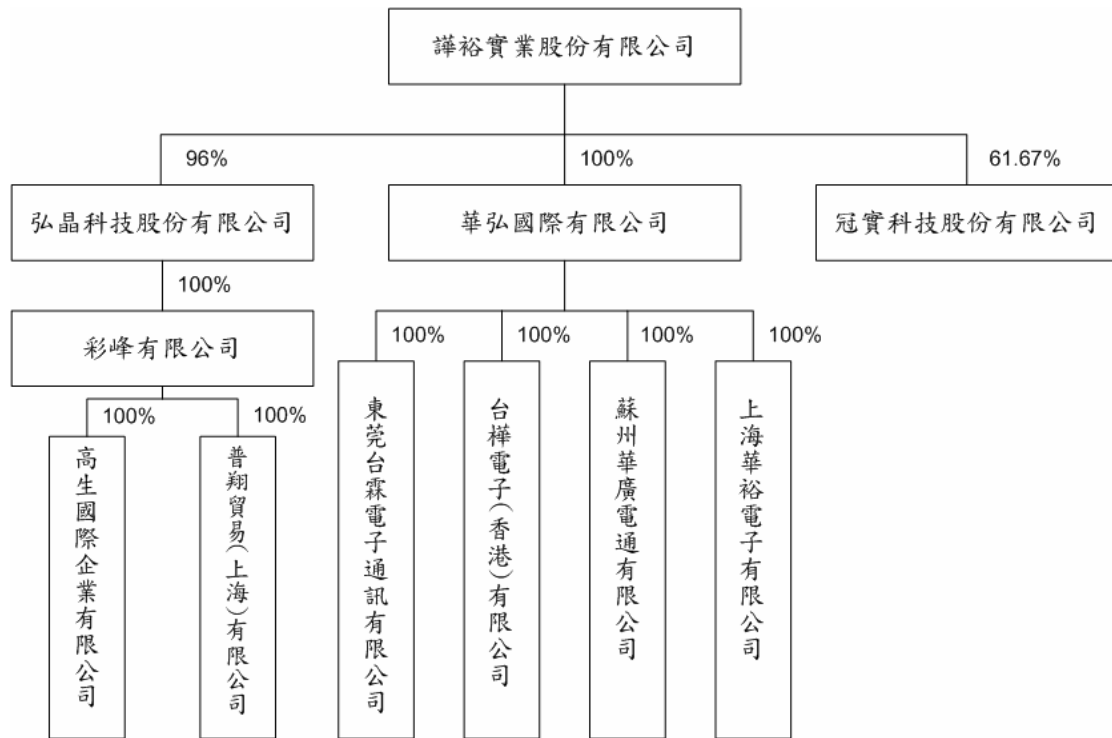 譁裕實業股份有限公司
96%
100%
61.67%
弘晶科技股份有限公司
華弘國際有限公司
冠實科技股份有限公司
100%
彩峰有限公司
100%
100%
100%
100%
100%
100%
高生國際企業有限公司
普翔貿易(上海)有限公司
東莞台霖電子通訊有限公司
台樺電子(香港)有限公司
蘇州華廣電通有限公司
上海華裕電子有限公司